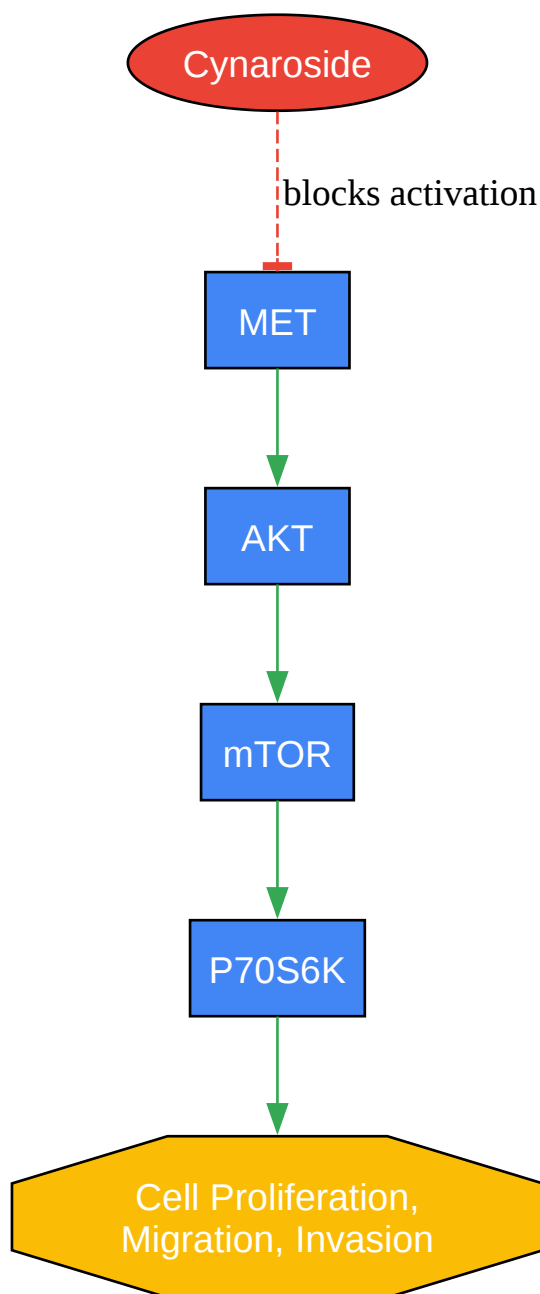 Cynaroside
blocks activation
MET
AKT
mTOR
P70S6K
Cell Proliferation,
Migration, Invasion